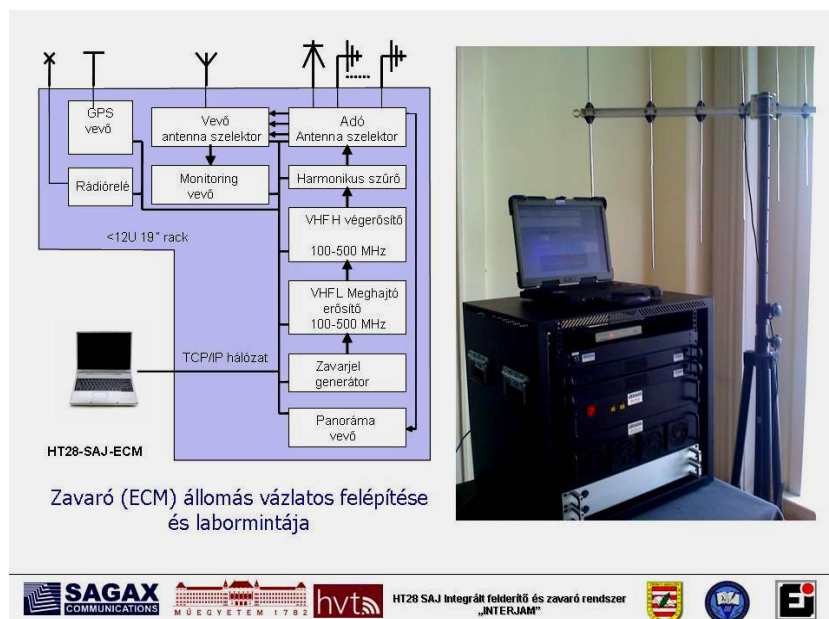 GPS
vevő
Vevő
antenna szelektor
Adó
Antenna szelektor
Rádiórelé
Monitoring
vevő
Harmonikus szűrő
VHFH végerősítő
100-500 MHz
<12U 19" rack
VHFL Meghajtó
erősítő
100-500 MHz
TCP/IP hálózat
Zavarjel
generátor
Panoráma
vevő
HT28-SAJ-ECM
Zavaró (ECM) állomás vázlatos felépítése
és labormintája
SAGAX
COMMUNICATIONS
MŰEGYETEM 1782
hvt
HT28 SAJ Integrált felderítő és zavaró rendszer
„INTERJAM”